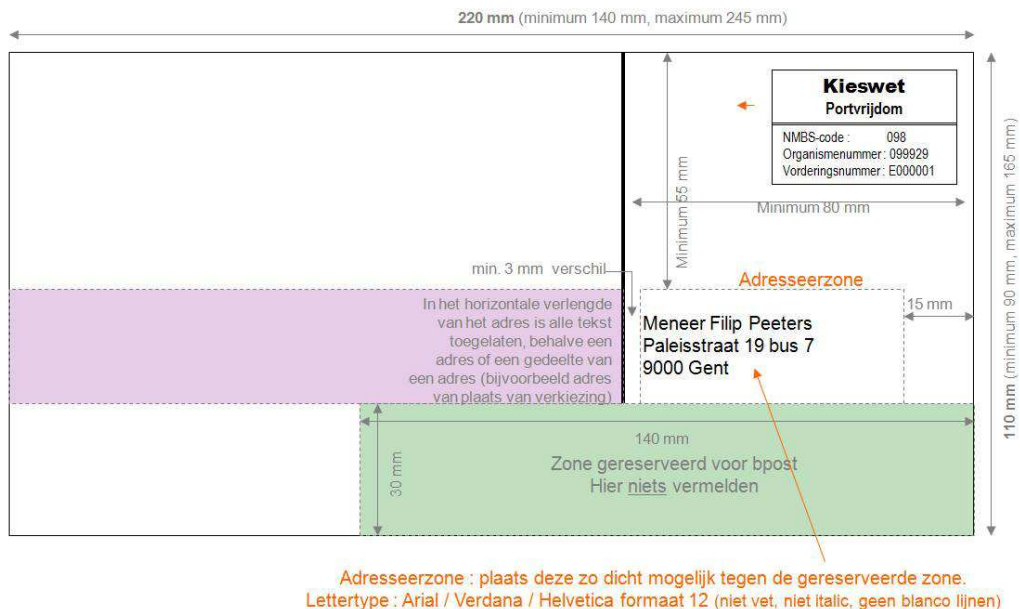 220 mm (minimum 140 mm, maximum 245 mm)
Kieswet
Portvrijdom
NMBS-code : 098
Organismenummer : 099929
Vorderingsnummer : E000001
Minimum 55 mm
Minimum 80 mm
110 mm (minimum 90 mm, maximum 165 mm)
min. 3 mm verschil
Adresseerzone
15 mm
In het horizontale verlengde
van het adres is alle tekst
toegelaten, behalve een
adres of een gedeelte van
een adres (bijvoorbeeld adres
van plaats van verkiezing)
Meneer Filip Peeters
Paleisstraat 19 bus 7
9000 Gent
140 mm
30 mm
Zone gereserveerd voor bpost
Hier niets vermelden
Adresseerzone : plaats deze zo dicht mogelijk tegen de gereserveerde zone.
Lettertype : Arial / Verdana / Helvetica formaat 12 (niet vet, niet italic, geen blanco lijnen)